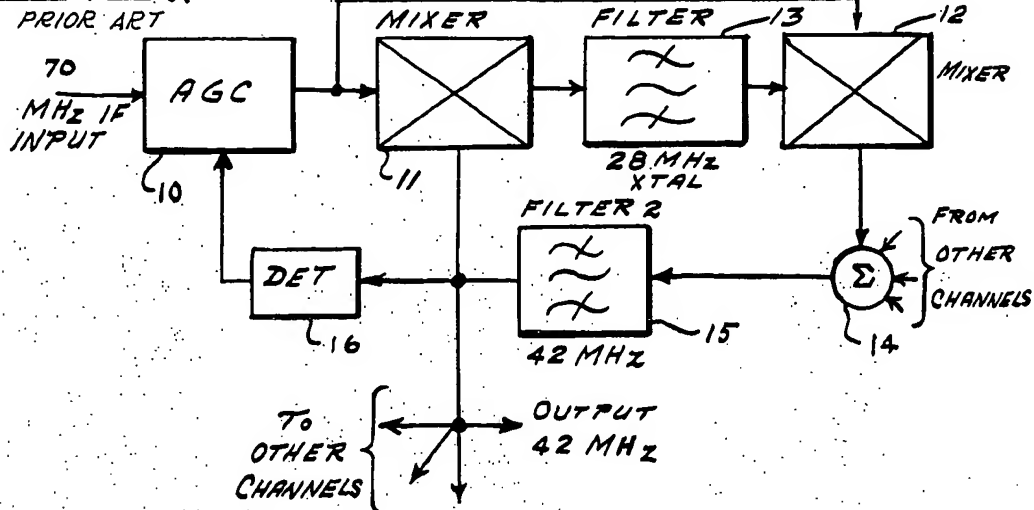 PRIOR ART
MIXER
FILTER
13
12
70
MHz IF
INPUT
AGC
MIXER
10
11
28 MHz
XTAL
FILTER 2
FROM
OTHER
CHANNELS
DET
Σ
16
15
14
42 MHz
TO
OTHER
CHANNELS
OUTPUT
42 MHz